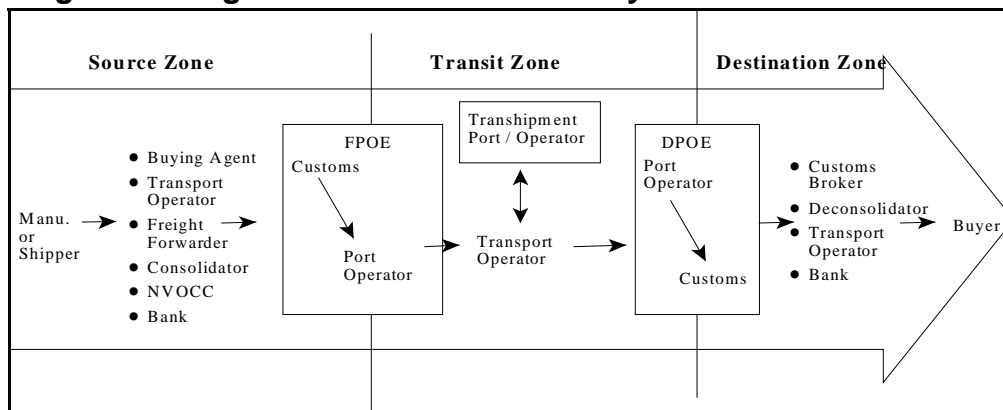 Source Zone
Transit Zone
Destination Zone
Manu.
or
Shipper
● Buying Agent
● Transport
Operator
● Freight
Forwarder
● Consolidator
● NVOCC
● Bank
FPOE
Customs
Port
Operator
Transhipment
Port / Operator
Transport
Operator
DPOE
Port
Operator
Customs
● Customs
Broker
● Deconsolidator
● Transport
Operator
● Bank
Buyer